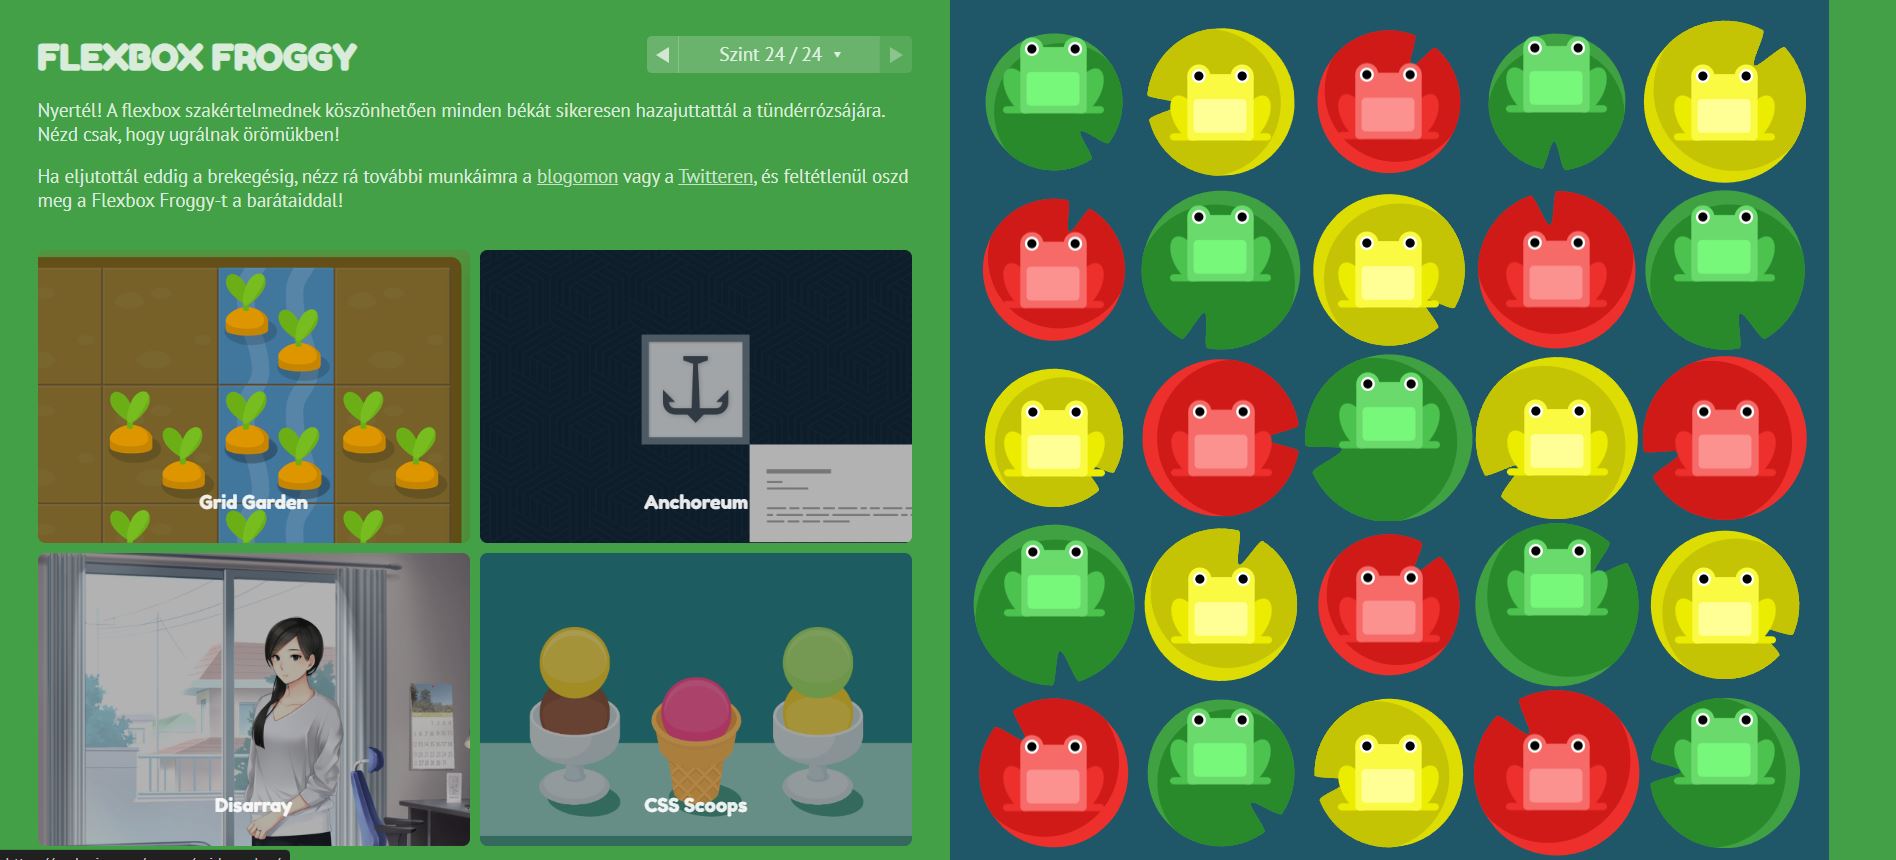 FLEXBOX FROGGY
Szint 24 / 24
Nyertél! A flexbox szakértelmednek köszönhetően minden békát sikeresen hazajuttattál a tündérrózsájára.
Nézd csak, hogy ugrálnak örömükben!
Ha eljutottál eddig a brekegésig, nézz rá további munkáimra a blogomon vagy a Twitteren, és feltétlenül oszd
meg a Flexbox Froggy-t a barátaiddal!
Grid Garden
Anchoreum
Disarray
CSS Scoops